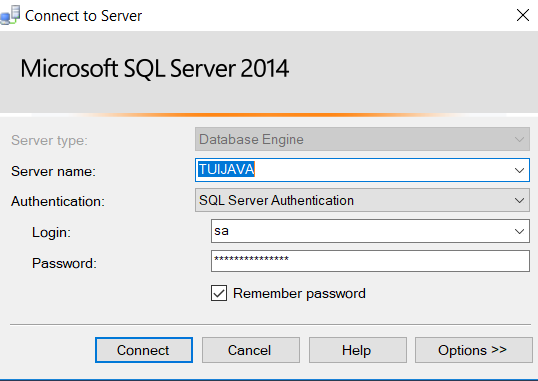 Connect to Server
Microsoft SQL Server 2014
Server type: Database Engine
Server name: TUIJAVA
Authentication: SQL Server Authentication
Login: sa
Password: ***************
Remember password
Connect Cancel Help Options >>